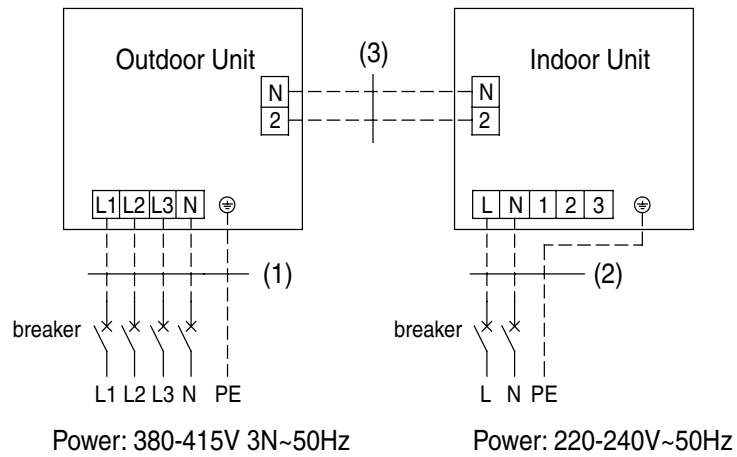 Outdoor Unit
(3)
Indoor Unit
N
N
2
2
L1 L2 L3 N
L N 1 2 3
(1)
(2)
breaker
breaker
L1 L2 L3 N PE
L N PE
Power: 380-415V 3N~50Hz
Power: 220-240V~50Hz